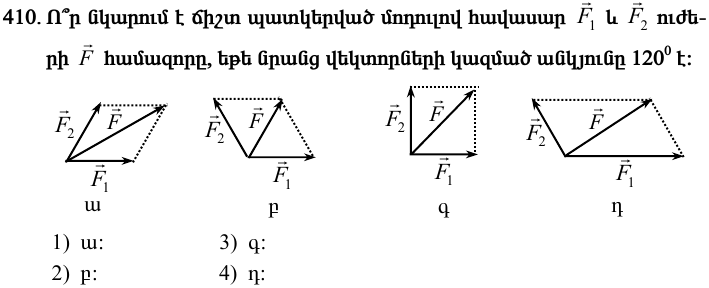 410. Ո՞ր նկարում է ճիշտ պատկերված մոդուլով հավասար F⃗₁ և F⃗₂ ուժե-
րի F⃗ համազորը, եթե նրանց վեկտորների կազմած անկյունը 120⁰ է:
F⃗₂ F⃗ F⃗₁
F⃗₂ F⃗ F⃗₁
F⃗₂ F⃗ F⃗₁
F⃗₂ F⃗ F⃗₁
ա բ գ դ
1) ա: 3) գ:
2) բ: 4) դ: